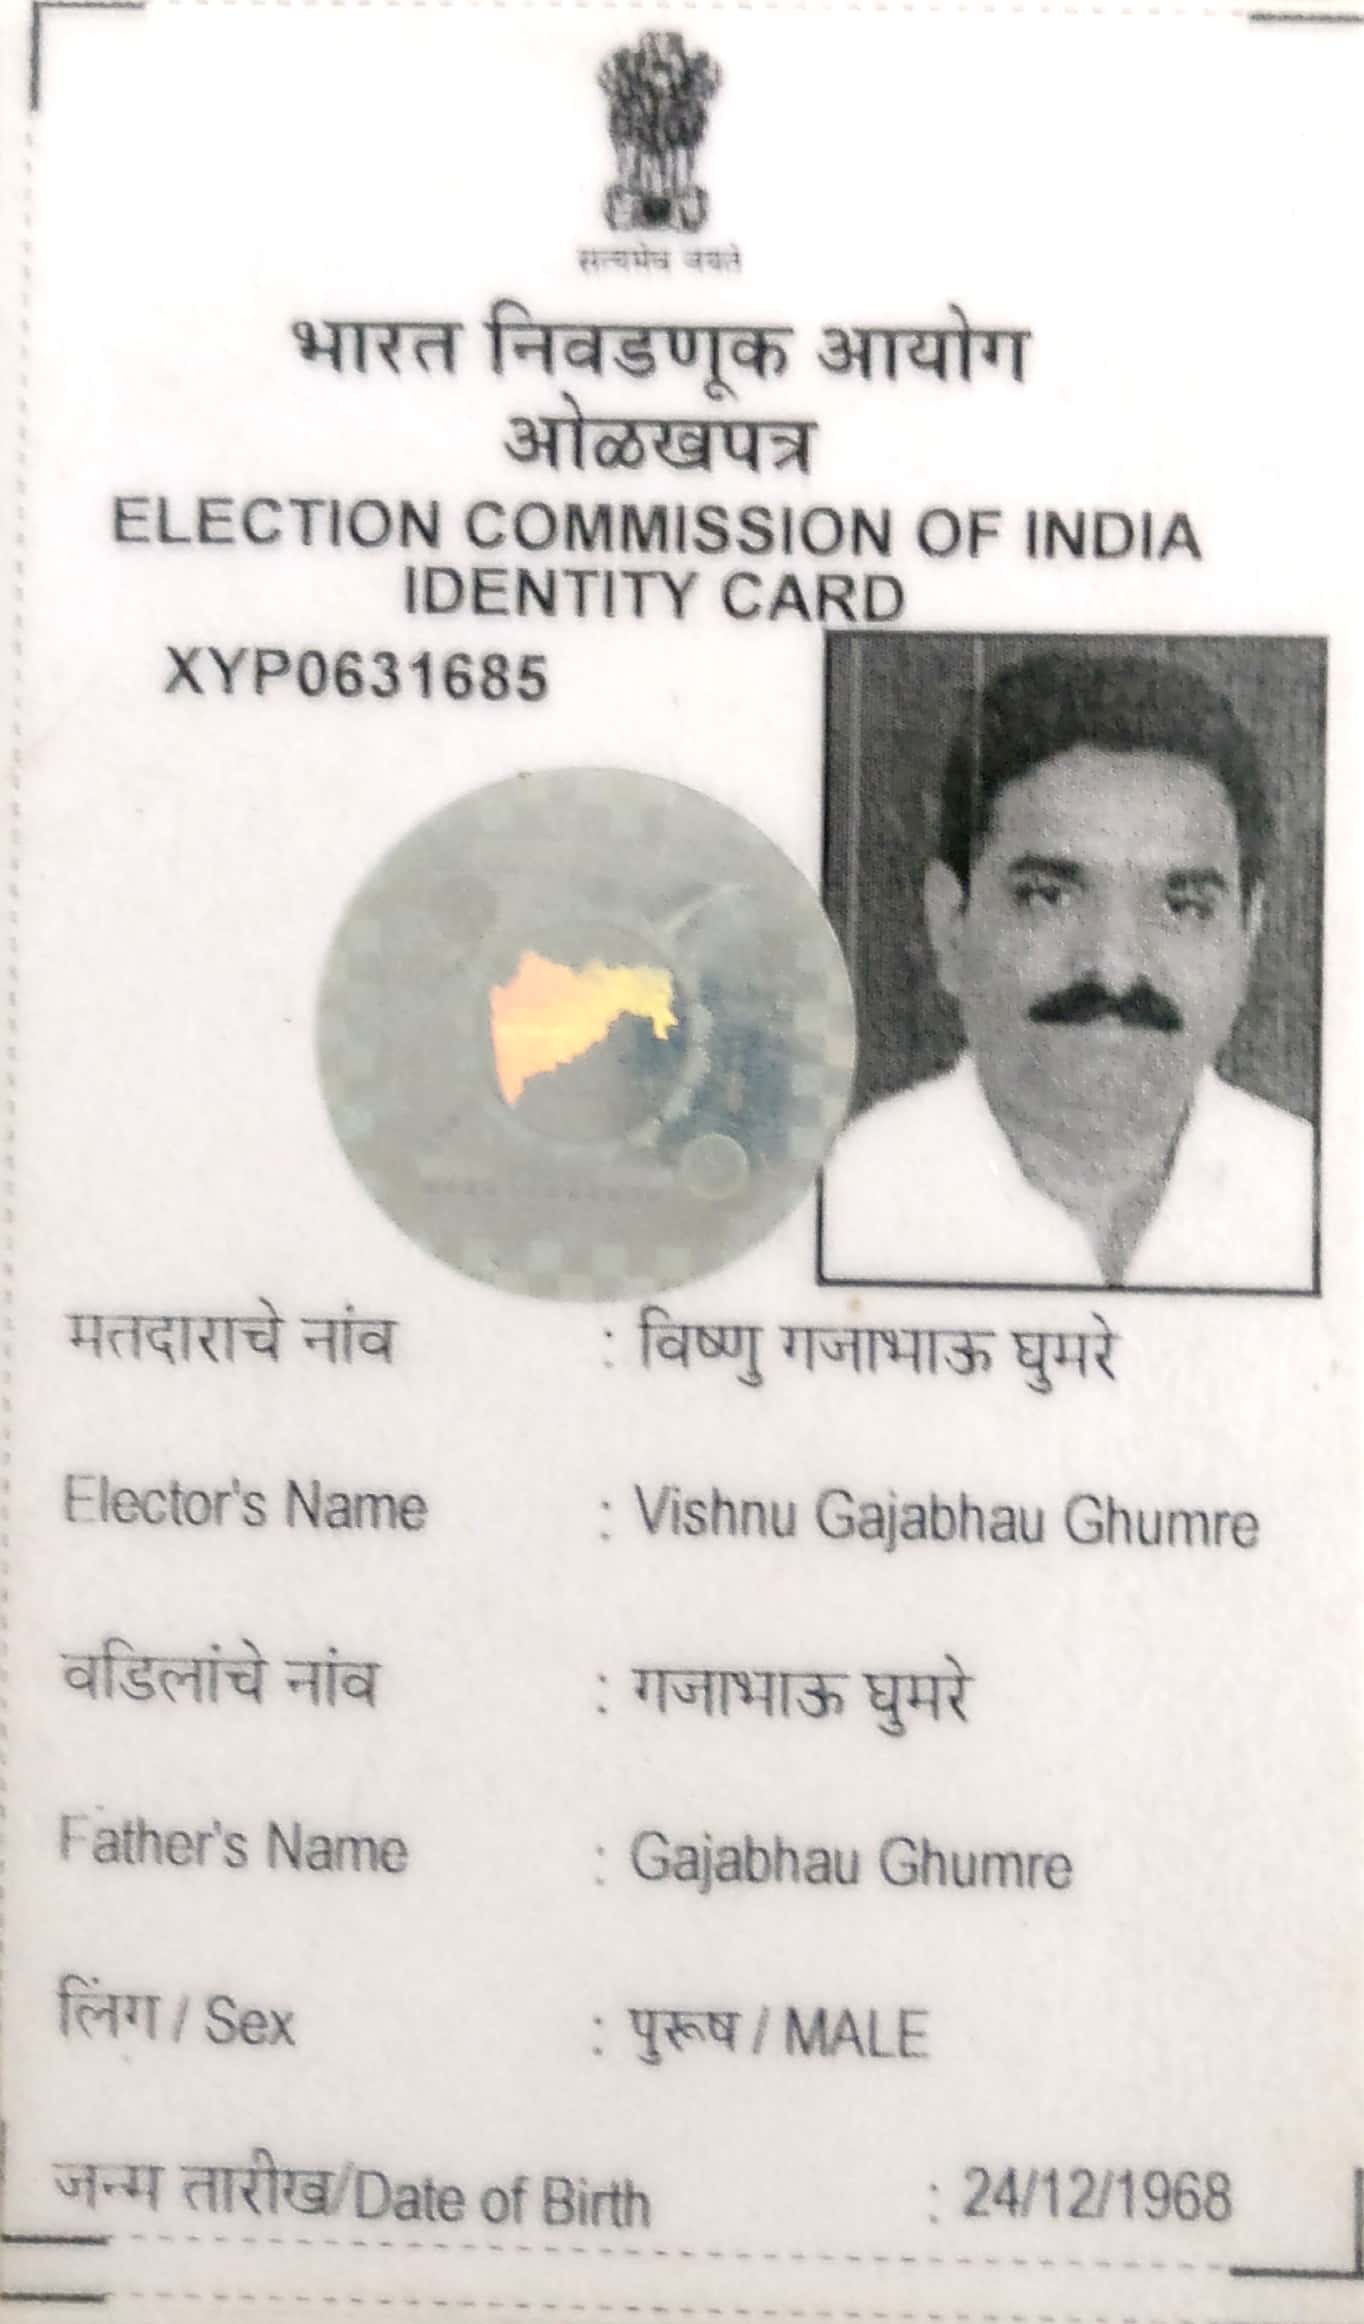 सत्यमेव जयते
भारत निवडणूक आयोग
ओळखपत्र
ELECTION COMMISSION OF INDIA
IDENTITY CARD
XYP0631685
मतदाराचे नांव : विष्णु गजाभाऊ घुमरे
Elector's Name : Vishnu Gajabhau Ghumre
वडिलांचे नांव : गजाभाऊ घुमरे
Father's Name : Gajabhau Ghumre
लिंग / Sex : पुरूष / MALE
जन्म तारीख/Date of Birth : 24/12/1968